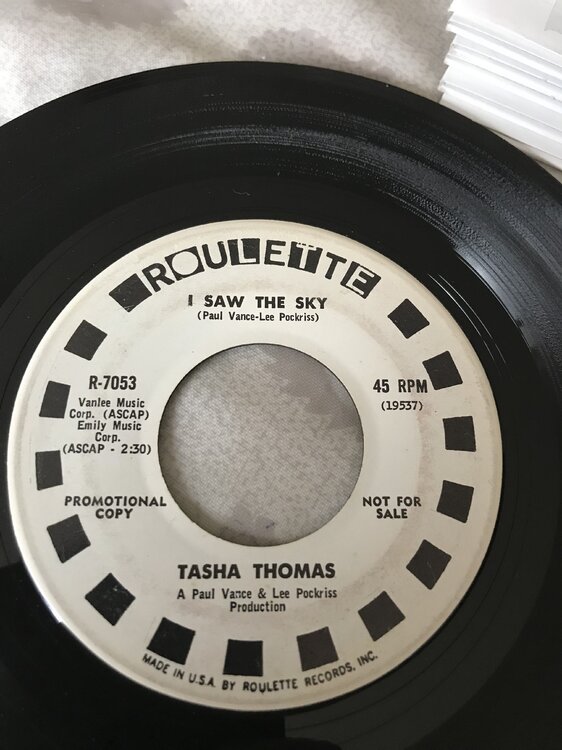 ROULETTE
I SAW THE SKY
(Paul Vance-Lee Pockriss)
R-7053
Vanlee Music
Corp. (ASCAP)
Emily Music
Corp.
(ASCAP - 2:30)
45 RPM
(19537)
PROMOTIONAL
COPY
NOT FOR
SALE
TASHA THOMAS
A Paul Vance & Lee Pockriss
Production
MADE IN U.S.A. BY ROULETTE RECORDS, INC.